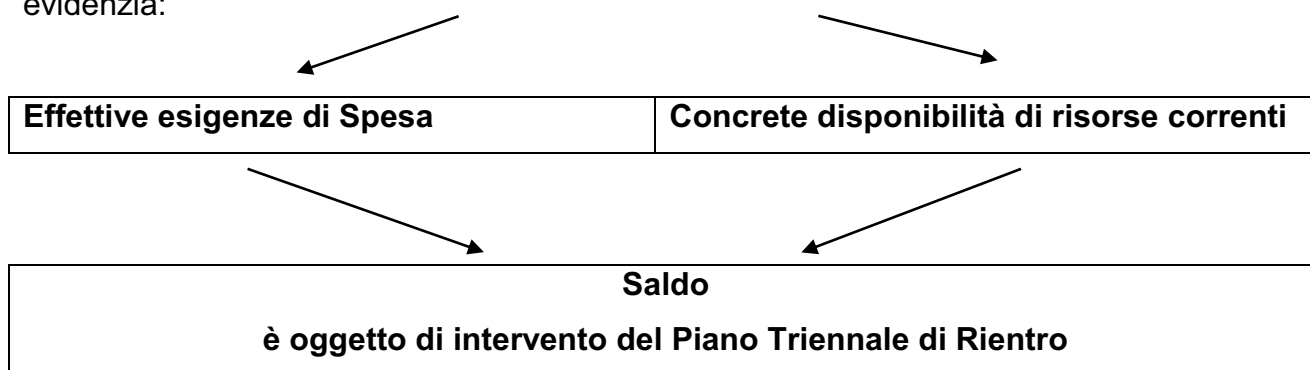 evidenzia:
Effettive esigenze di Spesa
Concrete disponibilità di risorse correnti
Saldo
è oggetto di intervento del Piano Triennale di Rientro